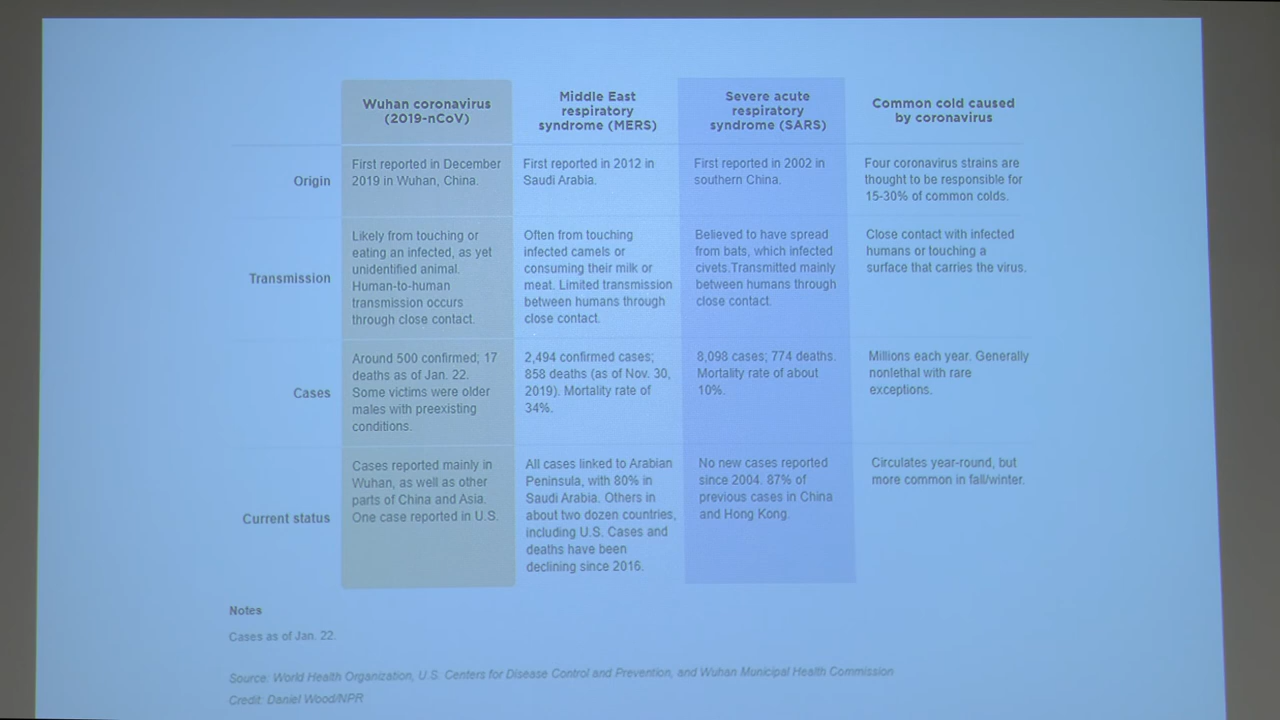 Wuhan coronavirus
(2019-nCoV)
Middle East
respiratory
syndrome (MERS)
Severe acute
respiratory
syndrome (SARS)
Common cold caused
by coronavirus
Origin
First reported in December
2019 in Wuhan, China.
First reported in 2012 in
Saudi Arabia.
First reported in 2002 in
southern China.
Four coronavirus strains are
thought to be responsible for
15-30% of common colds.
Transmission
Likely from touching or
eating an infected, as yet
unidentified animal.
Human-to-human
transmission occurs
through close contact.
Often from touching
infected camels or
consuming their milk or
meat. Limited transmission
between humans through
close contact.
Believed to have spread
from bats, which infected
civets.Transmitted mainly
between humans through
close contact.
Close contact with infected
humans or touching a
surface that carries the virus.
Cases
Around 500 confirmed; 17
deaths as of Jan. 22.
Some victims were older
males with preexisting
conditions.
2,494 confirmed cases;
858 deaths (as of Nov. 30,
2019). Mortality rate of
34%.
8,098 cases; 774 deaths.
Mortality rate of about
10%.
Millions each year. Generally
nonlethal with rare
exceptions.
Current status
Cases reported mainly in
Wuhan, as well as other
parts of China and Asia.
One case reported in U.S.
All cases linked to Arabian
Peninsula, with 80% in
Saudi Arabia. Others in
about two dozen countries,
including U.S. Cases and
deaths have been
declining since 2016.
No new cases reported
since 2004. 87% of
previous cases in China
and Hong Kong.
Circulates year-round, but
more common in fall/winter.
Notes
Cases as of Jan. 22.
Source: World Health Organization, U.S. Centers for Disease Control and Prevention, and Wuhan Municipal Health Commission
Credit: Daniel Wood/NPR